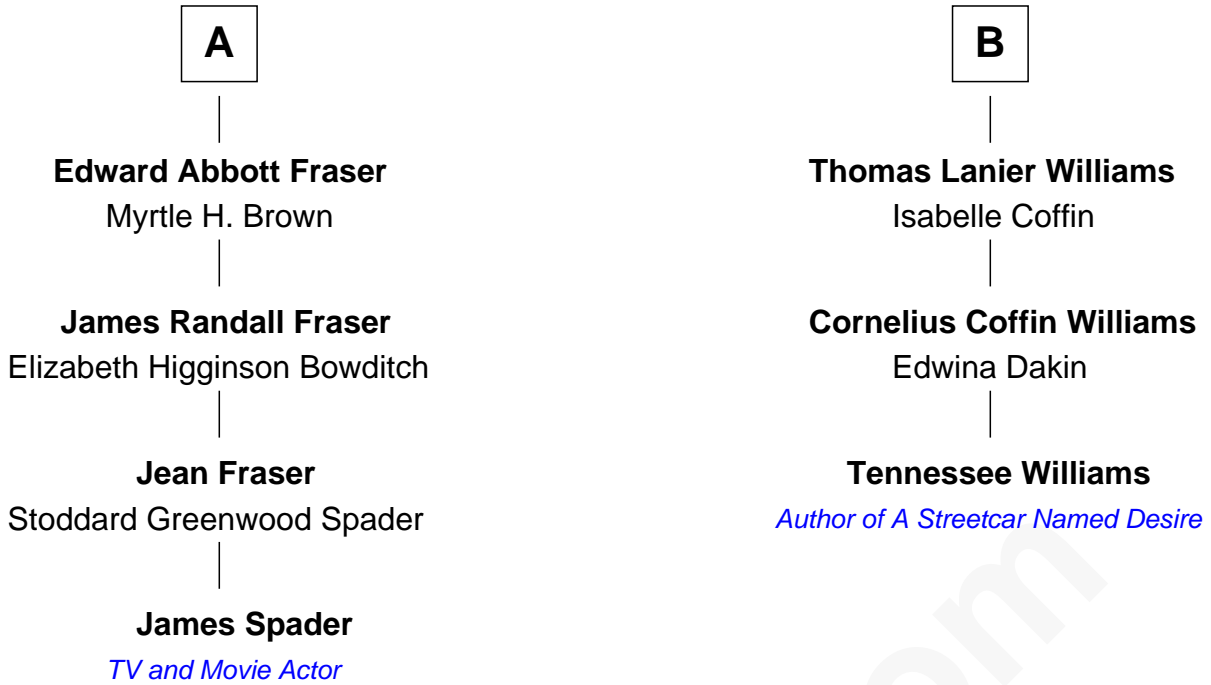 A
Edward Abbott Fraser
Myrtle H. Brown
James Randall Fraser
Elizabeth Higginson Bowditch
Jean Fraser
Stoddard Greenwood Spader
James Spader
TV and Movie Actor
B
Thomas Lanier Williams
Isabelle Coffin
Cornelius Coffin Williams
Edwina Dakin
Tennessee Williams
Author of A Streetcar Named Desire
om